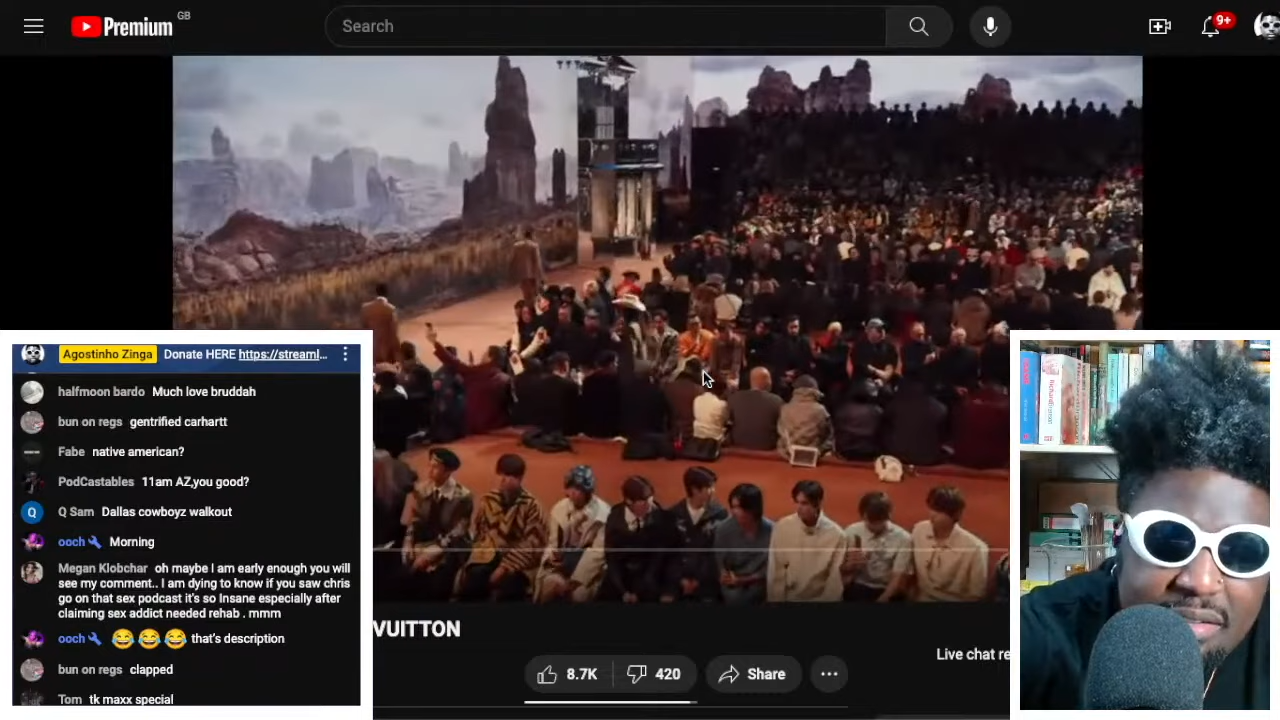 Premium GB
Search
9+
Agostinho Zinga Donate HERE https://streaml...
halfmoon bardo Much love bruddah
bun on regs gentrified carhartt
Fabe native american?
PodCastables 11am AZ,you good?
Q Sam Dallas cowboyz walkout
Q
ooch Morning
Megan Klobchar oh maybe I am early enough you will
see my comment.. I am dying to know if you saw chris
go on that sex podcast it's so Insane especially after
claiming sex addict needed rehab . mmm
ooch 😂😂😂 that's description
bun on regs clapped
Tom tk maxx special
VUITTON
Live chat re
8.7K
420
Share